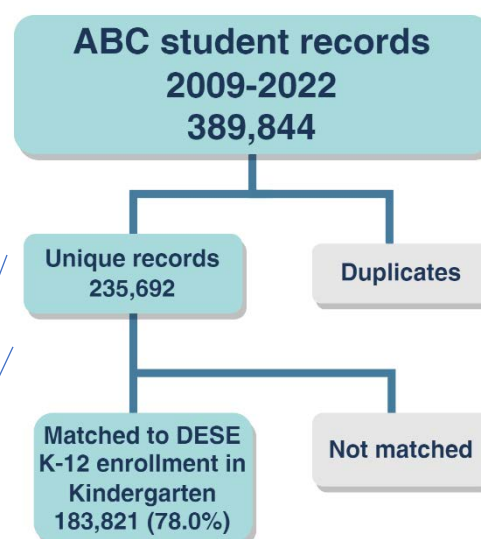 ABC student records
2009-2022
389,844
Unique records
235,692
Duplicates
Matched to DESE
K-12 enrollment in
Kindergarten
183,821 (78.0%)
Not matched